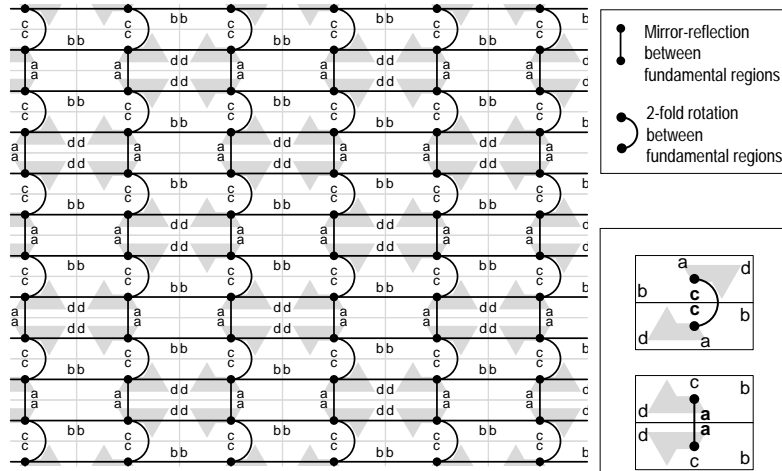 b b b b b
c c c c c c
c c c c c c
b b b b b b
a d d a a d d a a d
a d d a a d d a a d
b b b b b b
c c c c c c
c c c c c c
b b b b b
a d d a a d d a a d d a
a d d a a d d a a d d a
b b b b b
c c c c c c
c c c c c c
b b b b b b
a a d d a a d d a a d
a a d d a a d d a a d
b b b b b b
c c c c c c
c c c c c c
b b b b b
a d d a a d d a a d d a
a d d a a d d a a d d a
b b b b b
c c c c c c
c c c c c c
b b b b b b
a a d d a a d d a a d
a a d d a a d d a a d
b b b b b b
c c c c c c
c c c c c c
b b b b b
Mirror-reflection
between
fundamental regions
2-fold rotation
between
fundamental regions
a d
b c
c b
d a
c b
d a
a
d c b